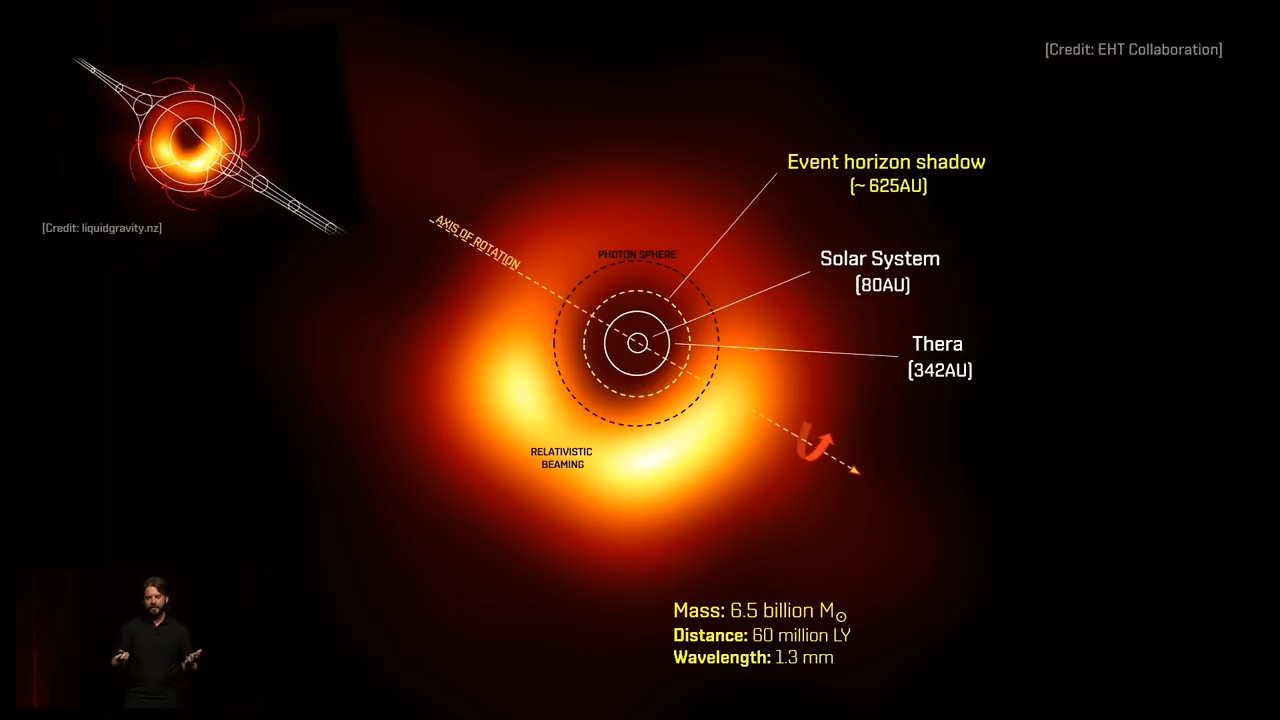 [Credit: EHT Collaboration]
Event horizon shadow
(~ 625AU)
AXIS OF ROTATION
[Credit: liquidgravity.nz]
PHOTON SPHERE
Solar System
(80AU)
Thera
(342AU)
RELATIVISTIC
BEAMING
Mass: 6.5 billion M☉
Distance: 60 million LY
Wavelength: 1.3 mm